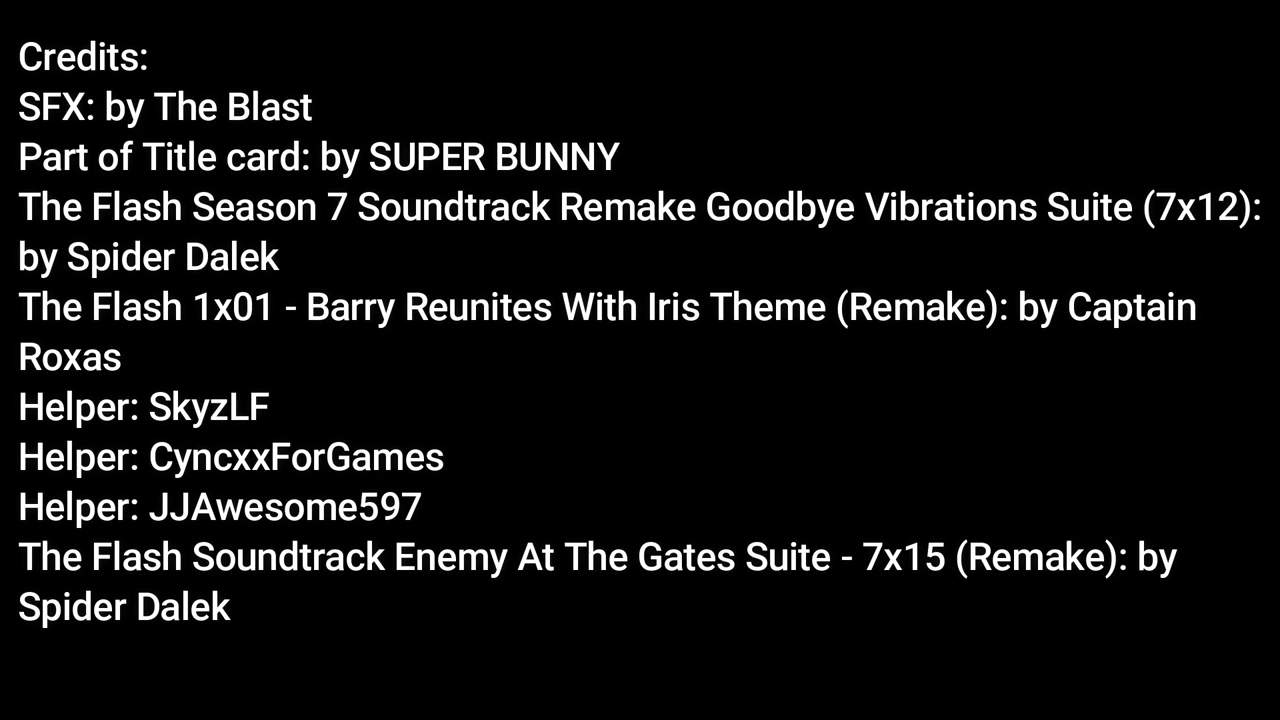 Credits:
SFX: by The Blast
Part of Title card: by SUPER BUNNY
The Flash Season 7 Soundtrack Remake Goodbye Vibrations Suite (7x12):
by Spider Dalek
The Flash 1x01 - Barry Reunites With Iris Theme (Remake): by Captain
Roxas
Helper: SkyzLF
Helper: CyncxxForGames
Helper: JJAwesome597
The Flash Soundtrack Enemy At The Gates Suite - 7x15 (Remake): by
Spider Dalek